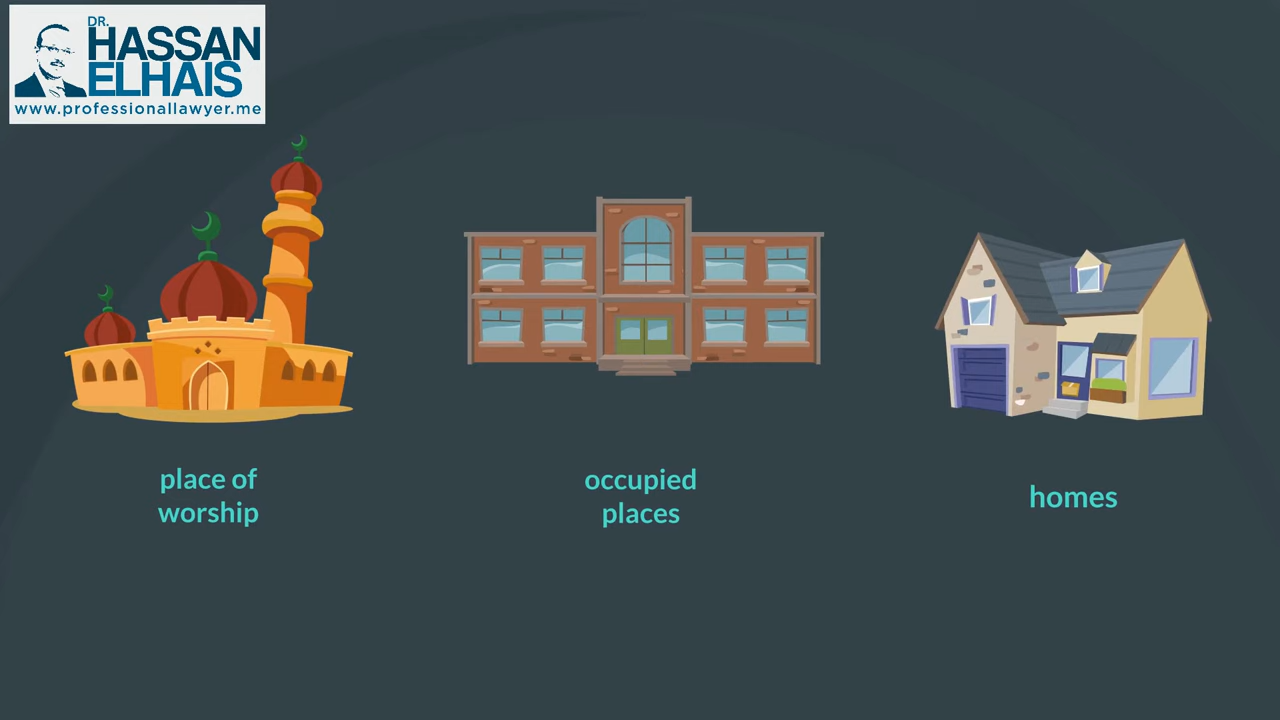 DR.
HASSAN
ELHAIS
www.professionallawyer.me
place of
worship
occupied
places
homes